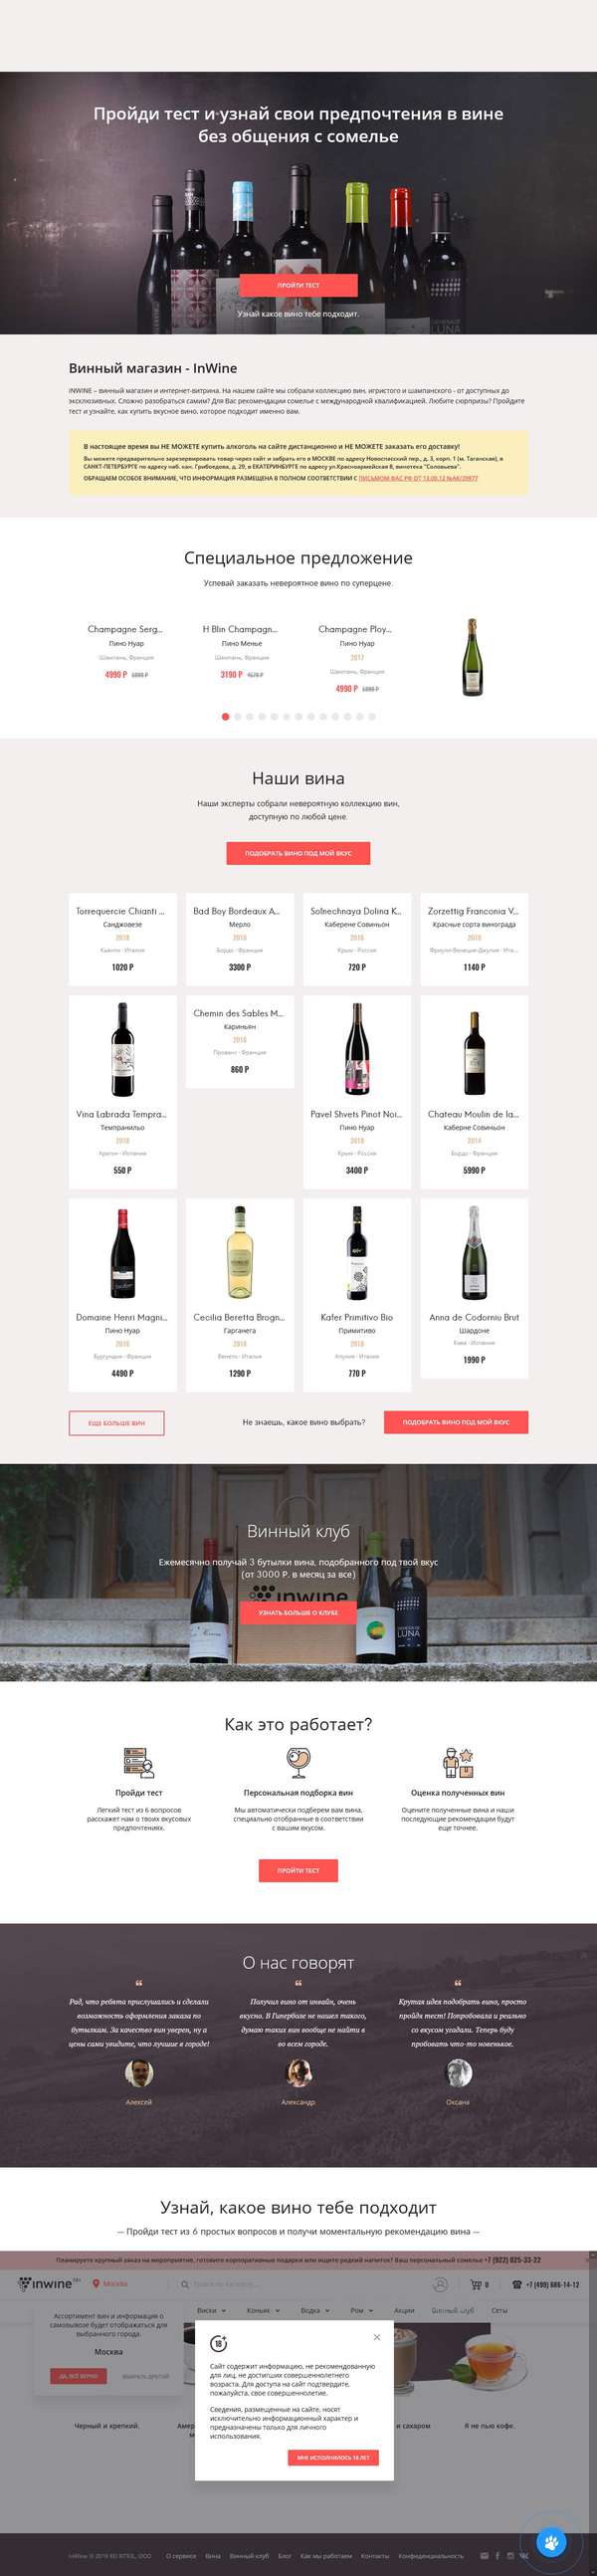 Пройди тест и узнай свои предпочтения в вине
без общения с сомелье
ПРОЙТИ ТЕСТ
Узнай какое вино тебе подходит.
LUNA
Винный магазин - InWine
INWINE – винный магазин и интернет-витрина. На нашем сайте мы собрали коллекцию вин, игристого и шампанского - от доступных до
эксклюзивных. Сложно разобраться самим? Для Вас рекомендации сомелье с международной квалификацией. Любите сюрпризы? Пройдите
тест и узнайте, как купить вкусное вино, которое подходит именно вам.
В настоящее время вы НЕ МОЖЕТЕ купить алкоголь на сайте дистанционно и НЕ МОЖЕТЕ заказать его доставку!
Вы можете предварительно зарезервировать товар через сайт и забрать его в МОСКВЕ по адресу Новоспасский пер., д. 3, корп. 1 (м. Таганская), в
САНКТ-ПЕТЕРБУРГЕ по адресу наб. кан. Грибоедова, д. 29, в ЕКАТЕРИНБУРГЕ по адресу ул.Красноармейская 8, винотека "Соловьева".
ОБРАЩАЕМ ОСОБОЕ ВНИМАНИЕ, ЧТО ИНФОРМАЦИЯ РАЗМЕЩЕНА В ПОЛНОМ СООТВЕТСТВИИ С ПИСЬМОМ ФАС РФ ОТ 13.09.12 №АК/29977
Специальное предложение
Успевай заказать невероятное вино по суперцене.
Champagne Serg... H Blin Champagn... Champagne Ploy...
Пино Нуар Пино Менье Пино Нуар
2017
Шампань, Франция Шампань, Франция Шампань, Франция
4990 Р 3190 Р 4990 Р
Наши вина
Наши эксперты собрали невероятную коллекцию вин,
доступную по любой цене.
ПОДОБРАТЬ ВИНО ПОД МОЙ ВКУС
Torrequercie Chianti ... Bad Boy Bordeaux A... Solnechnaya Dolina K... Zorzettig Franconia V...
Санджовезе Мерло Каберне Совиньон Красные сорта винограда
2018 2016 2018 2018
Кьянти - Италия Бордо - Франция Крым - Россия Фриули-Венеция-Джулия - Ита...
1020 Р 3300 Р 720 Р 1140 Р
Chemin des Sables M...
Кариньян
2016
Прованс - Франция
860 Р
Vina Labrada Tempra... Pavel Shvets Pinot Noi... Chateau Moulin de la...
Темпранильо Пино Нуар Каберне Совиньон
2018 2018 2014
Арагон - Испания Крым - Россия Бордо - Франция
550 Р 3400 Р 5990 Р
Domaine Henri Magni... Cecilia Beretta Brogn... Kafer Primitivo Bio Anna de Codorniu Brut
Пино Нуар Гарганега Примитиво Шардоне
2016 2018 2018
Бургундия - Франция Венето - Италия Апулия - Италия Кава - Испания
4490 Р 1290 Р 770 Р 1990 Р
ЕЩЕ БОЛЬШЕ ВИН Не знаешь, какое вино выбрать? ПОДОБРАТЬ ВИНО ПОД МОЙ ВКУС
Винный клуб
Ежемесячно получай 3 бутылки вина, подобранного под твой вкус
(от 3000 Р. в месяц за все)
inwine
УЗНАТЬ БОЛЬШЕ О КЛУБЕ
LUNA
Как это работает?
Пройди тест Персональная подборка вин Оценка полученных вин
Легкий тест из 6 вопросов Мы автоматически подберем вам вина, Оцените полученные вина и наши
расскажет нам о твоих вкусовых специально отобранные в соответствии последующие рекомендации будут
предпочтениях. с вашим вкусом. еще точнее.
ПРОЙТИ ТЕСТ
О нас говорят
Рад, что ребята прислушались и сделали Получил вино от инвайн, очень Крутая идея подобрать вино, просто
возможность оформления заказа по вкусно. В Гиперболе не нашел такого, пройдя тест! Попробовала и реально
бутылкам. За качество вин уверен, ну а думаю таких вин вообще не найти в со вкусом угадали. Теперь буду
цены сами увидите, что лучшие в городе! во всем городе. пробовать что-то новенькое.
Алексей Александр Оксана
Узнай, какое вино тебе подходит
— Пройди тест из 6 простых вопросов и получи моментальную рекомендацию вина —
Планируете крупный заказ на мероприятие, готовите корпоративные подарки или ищете редкий напиток? Ваш персональный сомелье +7 (922) 025-33-22
inwine 18+ Москва Поиск по каталогу... 0 +7 (499) 686-14-12
Виски Коньяк Водка Ром Акции Винный клуб Сеты
Ассортимент вин и информация о
самовывозе будет отображаться для
выбранного города.
Москва
ДА, ВСЁ ВЕРНО ВЫБРАТЬ ДРУГОЙ
18+
Сайт содержит информацию, не рекомендованную
для лиц, не достигших совершеннолетнего
возраста. Для доступа на сайт подтвердите,
пожалуйста, свое совершеннолетие.
Сведения, размещенные на сайте, носят
исключительно информационный характер и
предназначены только для личного
использования.
МНЕ ИСПОЛНИЛОСЬ 18 ЛЕТ
Черный и крепкий. Амер и сахаром Я не пью кофе.
О сервисе Вина Винный клуб Блог Как мы работаем Контакты Конфиденциальность